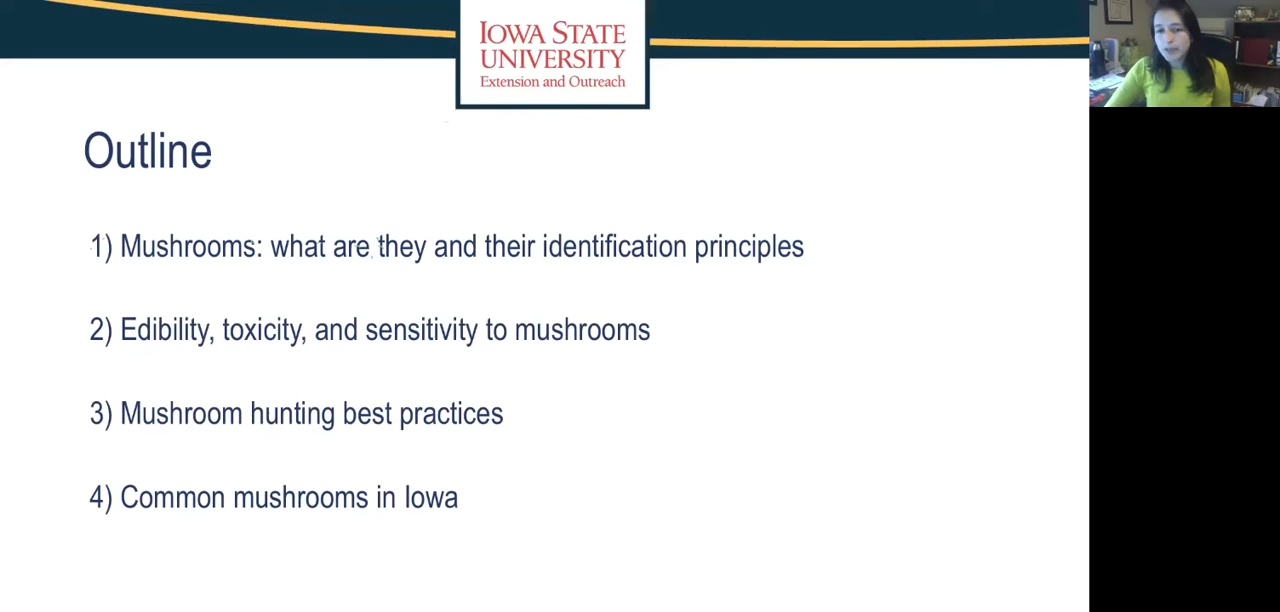 IOWA STATE
UNIVERSITY
Extension and Outreach
Outline
1) Mushrooms: what are they and their identification principles
2) Edibility, toxicity, and sensitivity to mushrooms
3) Mushroom hunting best practices
4) Common mushrooms in Iowa